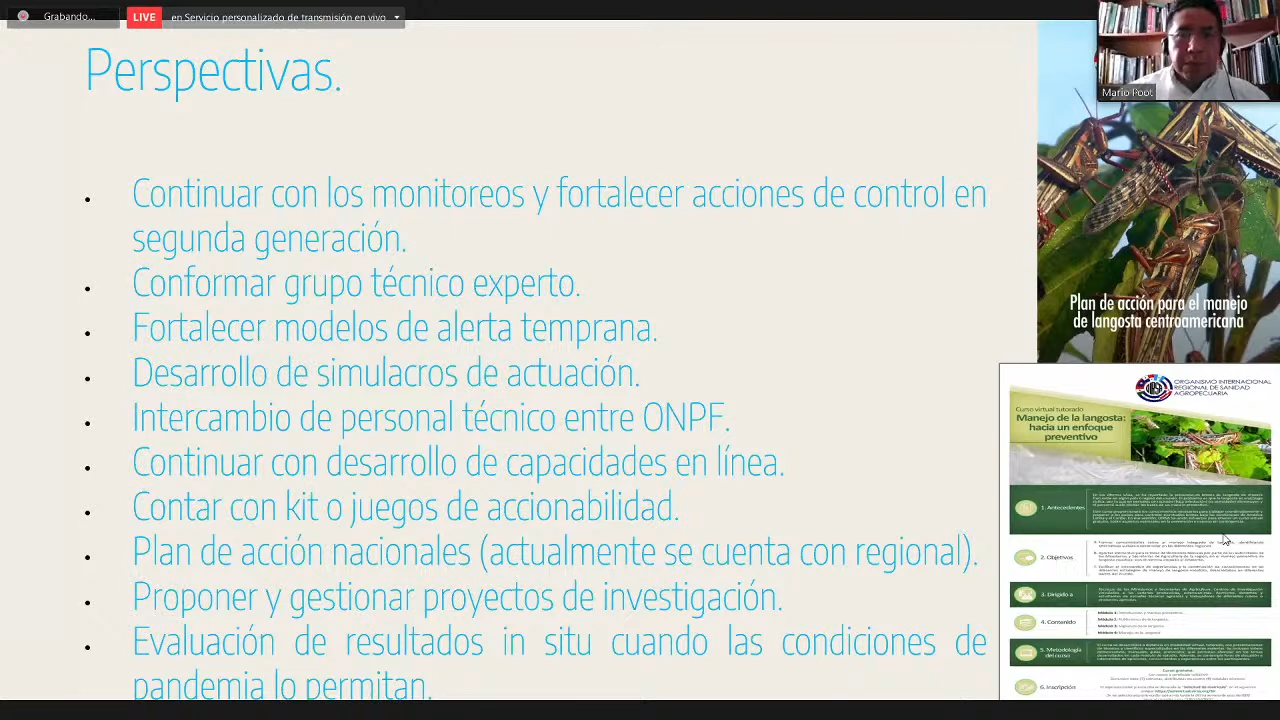 Grabando...
LIVE
en Servicio personalizado de transmisión en vivo
Perspectivas.
Mario Poot
Continuar con los monitoreos y fortalecer acciones de control en
segunda generación.
Conformar grupo técnico experto.
Fortalecer modelos de alerta temprana.
Desarrollo de simulacros de actuación.
Intercambio de personal técnico entre ONPF.
Continuar con desarrollo de capacidades en línea.
Contar con kit o juego de trazabilidad.
Plan de acción nacionales (actualmente se cuenta con regional).
Proponer y gestionar proyectos de investigación.
Evaluación de resultados in situ cuando las condiciones de
pandemia lo permitan.
Plan de acción para el manejo
de langosta centroamericana
ORGANISMO INTERNACIONAL
REGIONAL DE SANIDAD
AGROPECUARIA
Curso virtual tutorado
Manejo de la langosta:
hacia un enfoque
preventivo
1. Antecedentes
2. Objetivos
3. Dirigido a
4. Contenido
5. Metodología
del curso
6. Inscripción